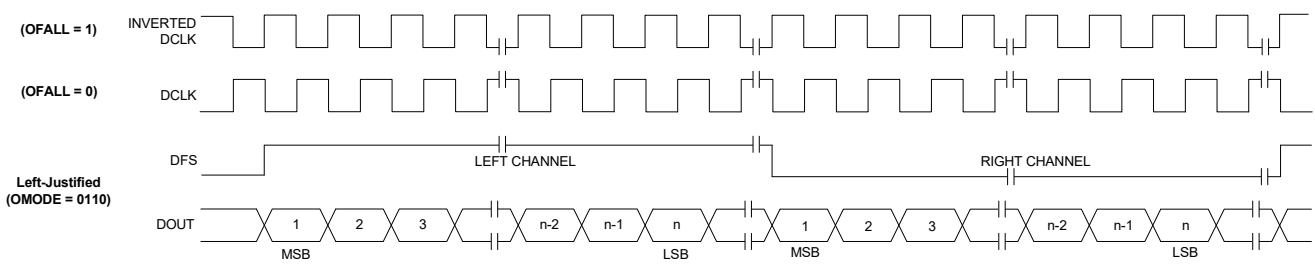 (OFALL = 1)
INVERTED
DCLK
(OFALL = 0)
DCLK
DFS
LEFT CHANNEL
RIGHT CHANNEL
Left-Justified
(OMODE = 0110)
DOUT
1 2 3 n-2 n-1 n 1 2 3 n-2 n-1 n
MSB LSB MSB LSB